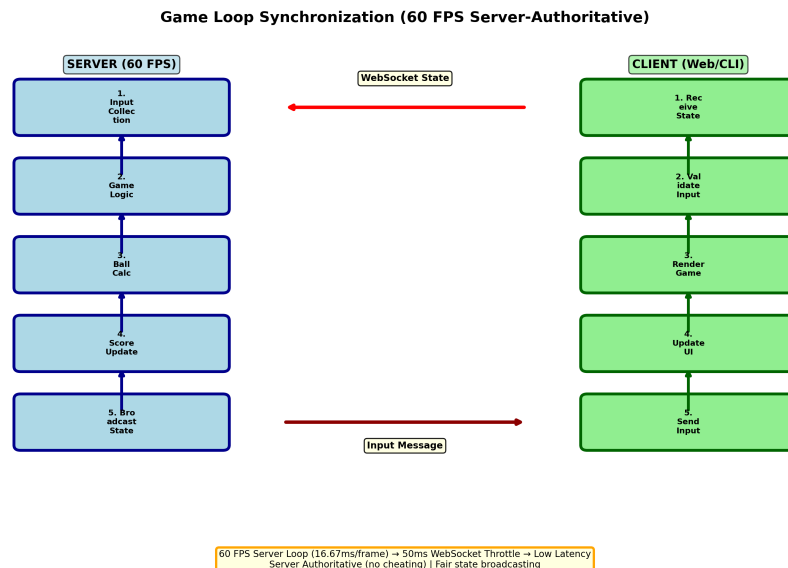 Game Loop Synchronization (60 FPS Server-Authoritative)
SERVER (60 FPS)
1.
Input
Collec
tion
2.
Game
Logic
3.
Ball
Calc
4.
Score
Update
5. Bro
adcast
State
WebSocket State
Input Message
CLIENT (Web/CLI)
1. Rec
eive
State
2. Val
idate
Input
3.
Render
Game
4.
Update
UI
5.
Send
Input
60 FPS Server Loop (16.67ms/frame) → 50ms WebSocket Throttle → Low Latency
Server Authoritative (no cheating) | Fair state broadcasting